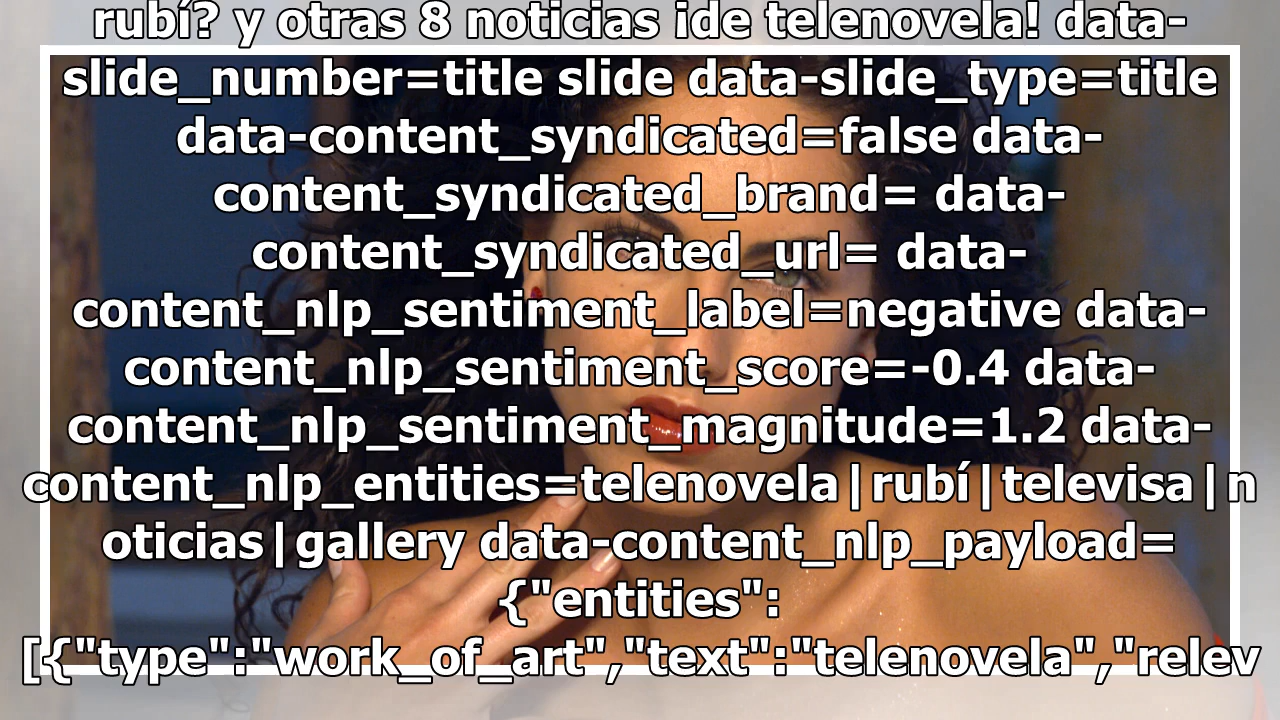 rubí? y otras 8 noticias ide telenovela! data-
slide_number=title slide data-slide_type=title
data-content_syndicated=false data-
content_syndicated_brand= data-
content_syndicated_url= data-
content_nlp_sentiment_label=negative data-
content_nlp_sentiment_score=-0.4 data-
content_nlp_sentiment_magnitude=1.2 data-
content_nlp_entities=telenovela|rubí|televisa|n
oticias|gallery data-content_nlp_payload=
{"entities":
[{"type":"work_of_art","text":"telenovela","relev